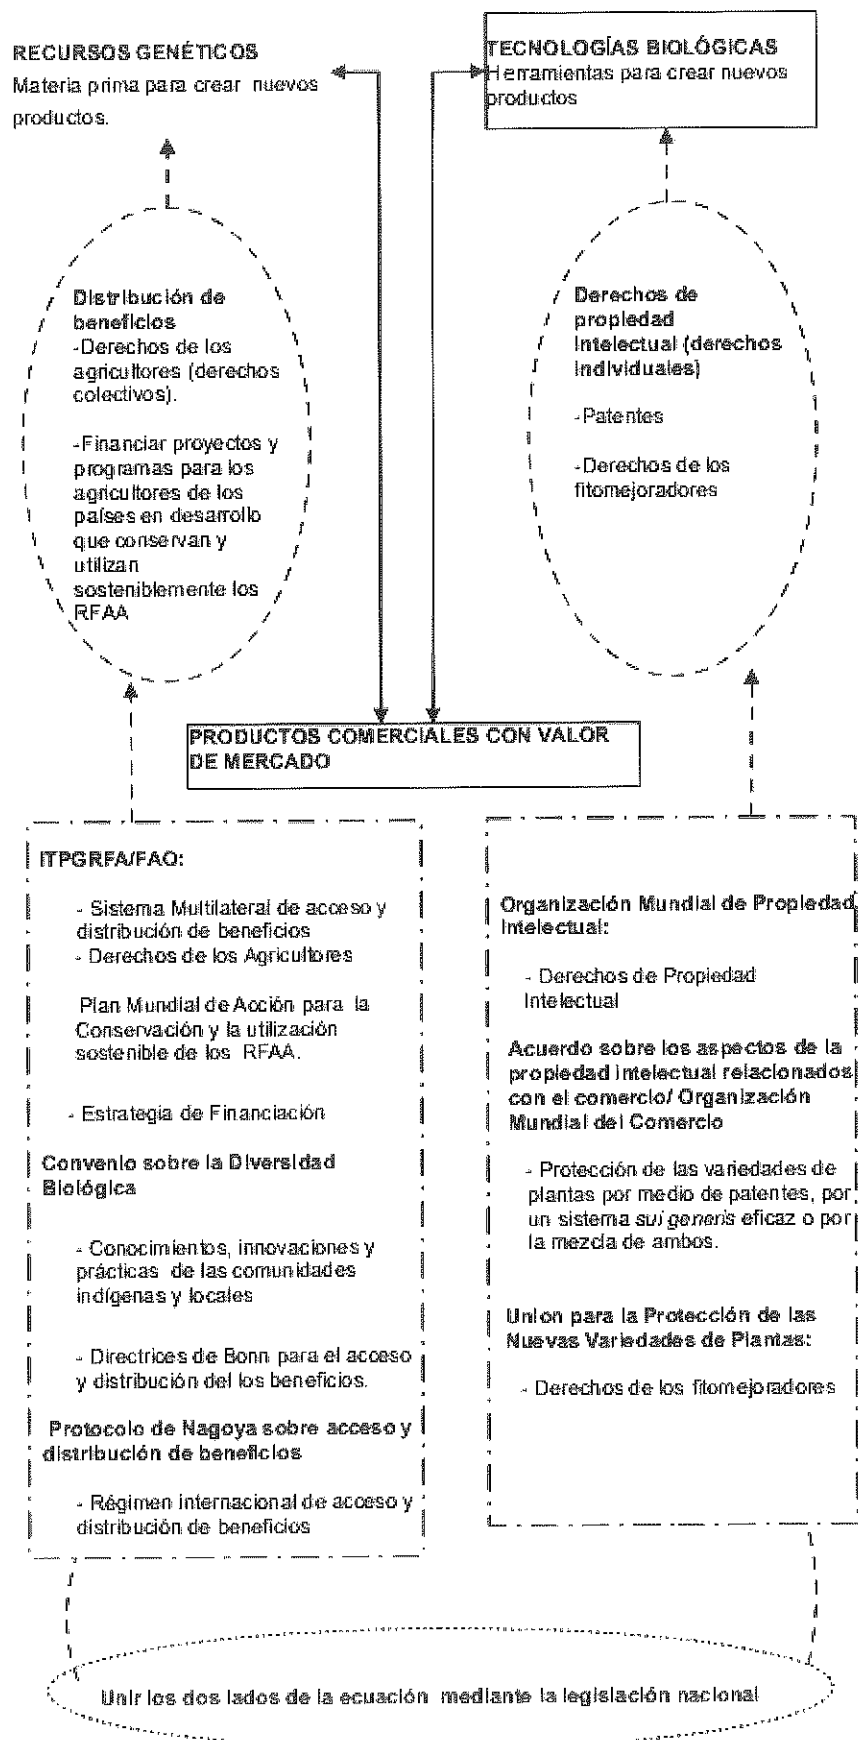 RECURSOS GENÉTICOS
Materia prima para crear nuevos
productos.
TECNOLOGÍAS BIOLÓGICAS
Herramientas para crear nuevos
productos
Distribución de
beneficios
-Derechos de los
agricultores (derechos
colectivos).
-Financiar proyectos y
programas para los
agricultores de los
países en desarrollo
que conservan y
utilizan
sosteniblemente los
RFAA
Derechos de
propiedad
Intelectual (derechos
individuales)
-Patentes
-Derechos de los
fitomejoradores
PRODUCTOS COMERCIALES CON VALOR
DE MERCADO
ITPGRFA/FAO:
- Sistema Multilateral de acceso y
distribución de beneficios
- Derechos de los Agricultores
Plan Mundial de Acción para la
Conservación y la utilización
sostenible de los RFAA.
- Estrategia de Financiación
Convenio sobre la Diversidad
Biológica
- Conocimientos, innovaciones y
prácticas de las comunidades
indígenas y locales
- Directrices de Bonn para el acceso
y distribución del los beneficios.
Protocolo de Nagoya sobre acceso y
distribución de beneficios
- Régimen internacional de acceso y
distribución de beneficios
Organización Mundial de Propiedad
Intelectual:
- Derechos de Propiedad
Intelectual
Acuerdo sobre los aspectos de la
propiedad intelectual relacionados
con el comercio/ Organización
Mundial del Comercio
- Protección de las variedades de
plantas por medio de patentes, por
un sistema sui generis eficaz o por
la mezcla de ambos.
Union para la Protección de las
Nuevas Variedades de Plantas:
- Derechos de los fitomejoradores
Unir los dos lados de la ecuación mediante la legislación nacional